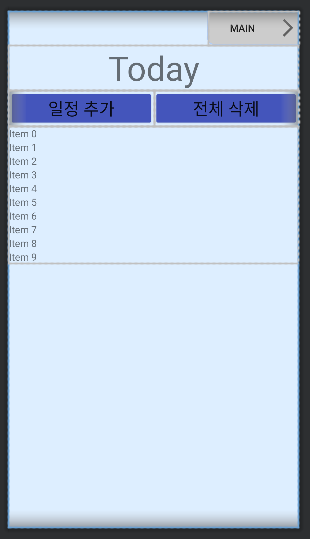 MAIN
Today
일정 추가 전체 삭제
Item 0
Item 1
Item 2
Item 3
Item 4
Item 5
Item 6
Item 7
Item 8
Item 9